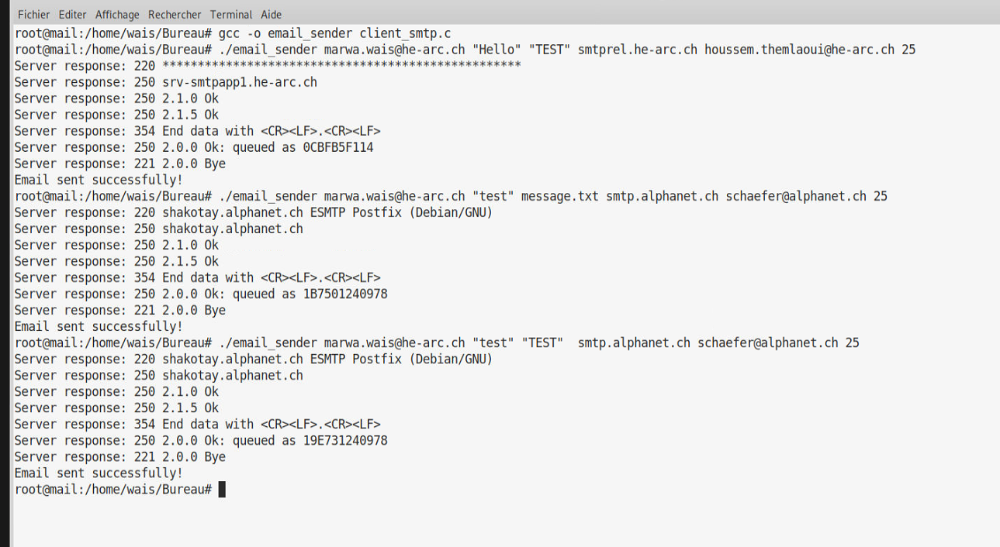 Fichier Editer Affichage Rechercher Terminal Aide
root@mail:/home/wais/Bureau# gcc -o email_sender client_smtp.c
root@mail:/home/wais/Bureau# ./email_sender marwa.wais@he-arc.ch "Hello" "TEST" smtprel.he-arc.ch houssem.themlaoui@he-arc.ch 25
Server response: 220 ***************************************************
Server response: 250 srv-smtpapp1.he-arc.ch
Server response: 250 2.1.0 Ok
Server response: 250 2.1.5 Ok
Server response: 354 End data with <CR><LF>.<CR><LF>
Server response: 250 2.0.0 Ok: queued as 0CBFB5F114
Server response: 221 2.0.0 Bye
Email sent successfully!
root@mail:/home/wais/Bureau# ./email_sender marwa.wais@he-arc.ch "test" message.txt smtp.alphanet.ch schaefer@alphanet.ch 25
Server response: 220 shakotay.alphanet.ch ESMTP Postfix (Debian/GNU)
Server response: 250 shakotay.alphanet.ch
Server response: 250 2.1.0 Ok
Server response: 250 2.1.5 Ok
Server response: 354 End data with <CR><LF>.<CR><LF>
Server response: 250 2.0.0 Ok: queued as 1B7501240978
Server response: 221 2.0.0 Bye
Email sent successfully!
root@mail:/home/wais/Bureau# ./email_sender marwa.wais@he-arc.ch "test" "TEST"  smtp.alphanet.ch schaefer@alphanet.ch 25
Server response: 220 shakotay.alphanet.ch ESMTP Postfix (Debian/GNU)
Server response: 250 shakotay.alphanet.ch
Server response: 250 2.1.0 Ok
Server response: 250 2.1.5 Ok
Server response: 354 End data with <CR><LF>.<CR><LF>
Server response: 250 2.0.0 Ok: queued as 19E731240978
Server response: 221 2.0.0 Bye
Email sent successfully!
root@mail:/home/wais/Bureau#